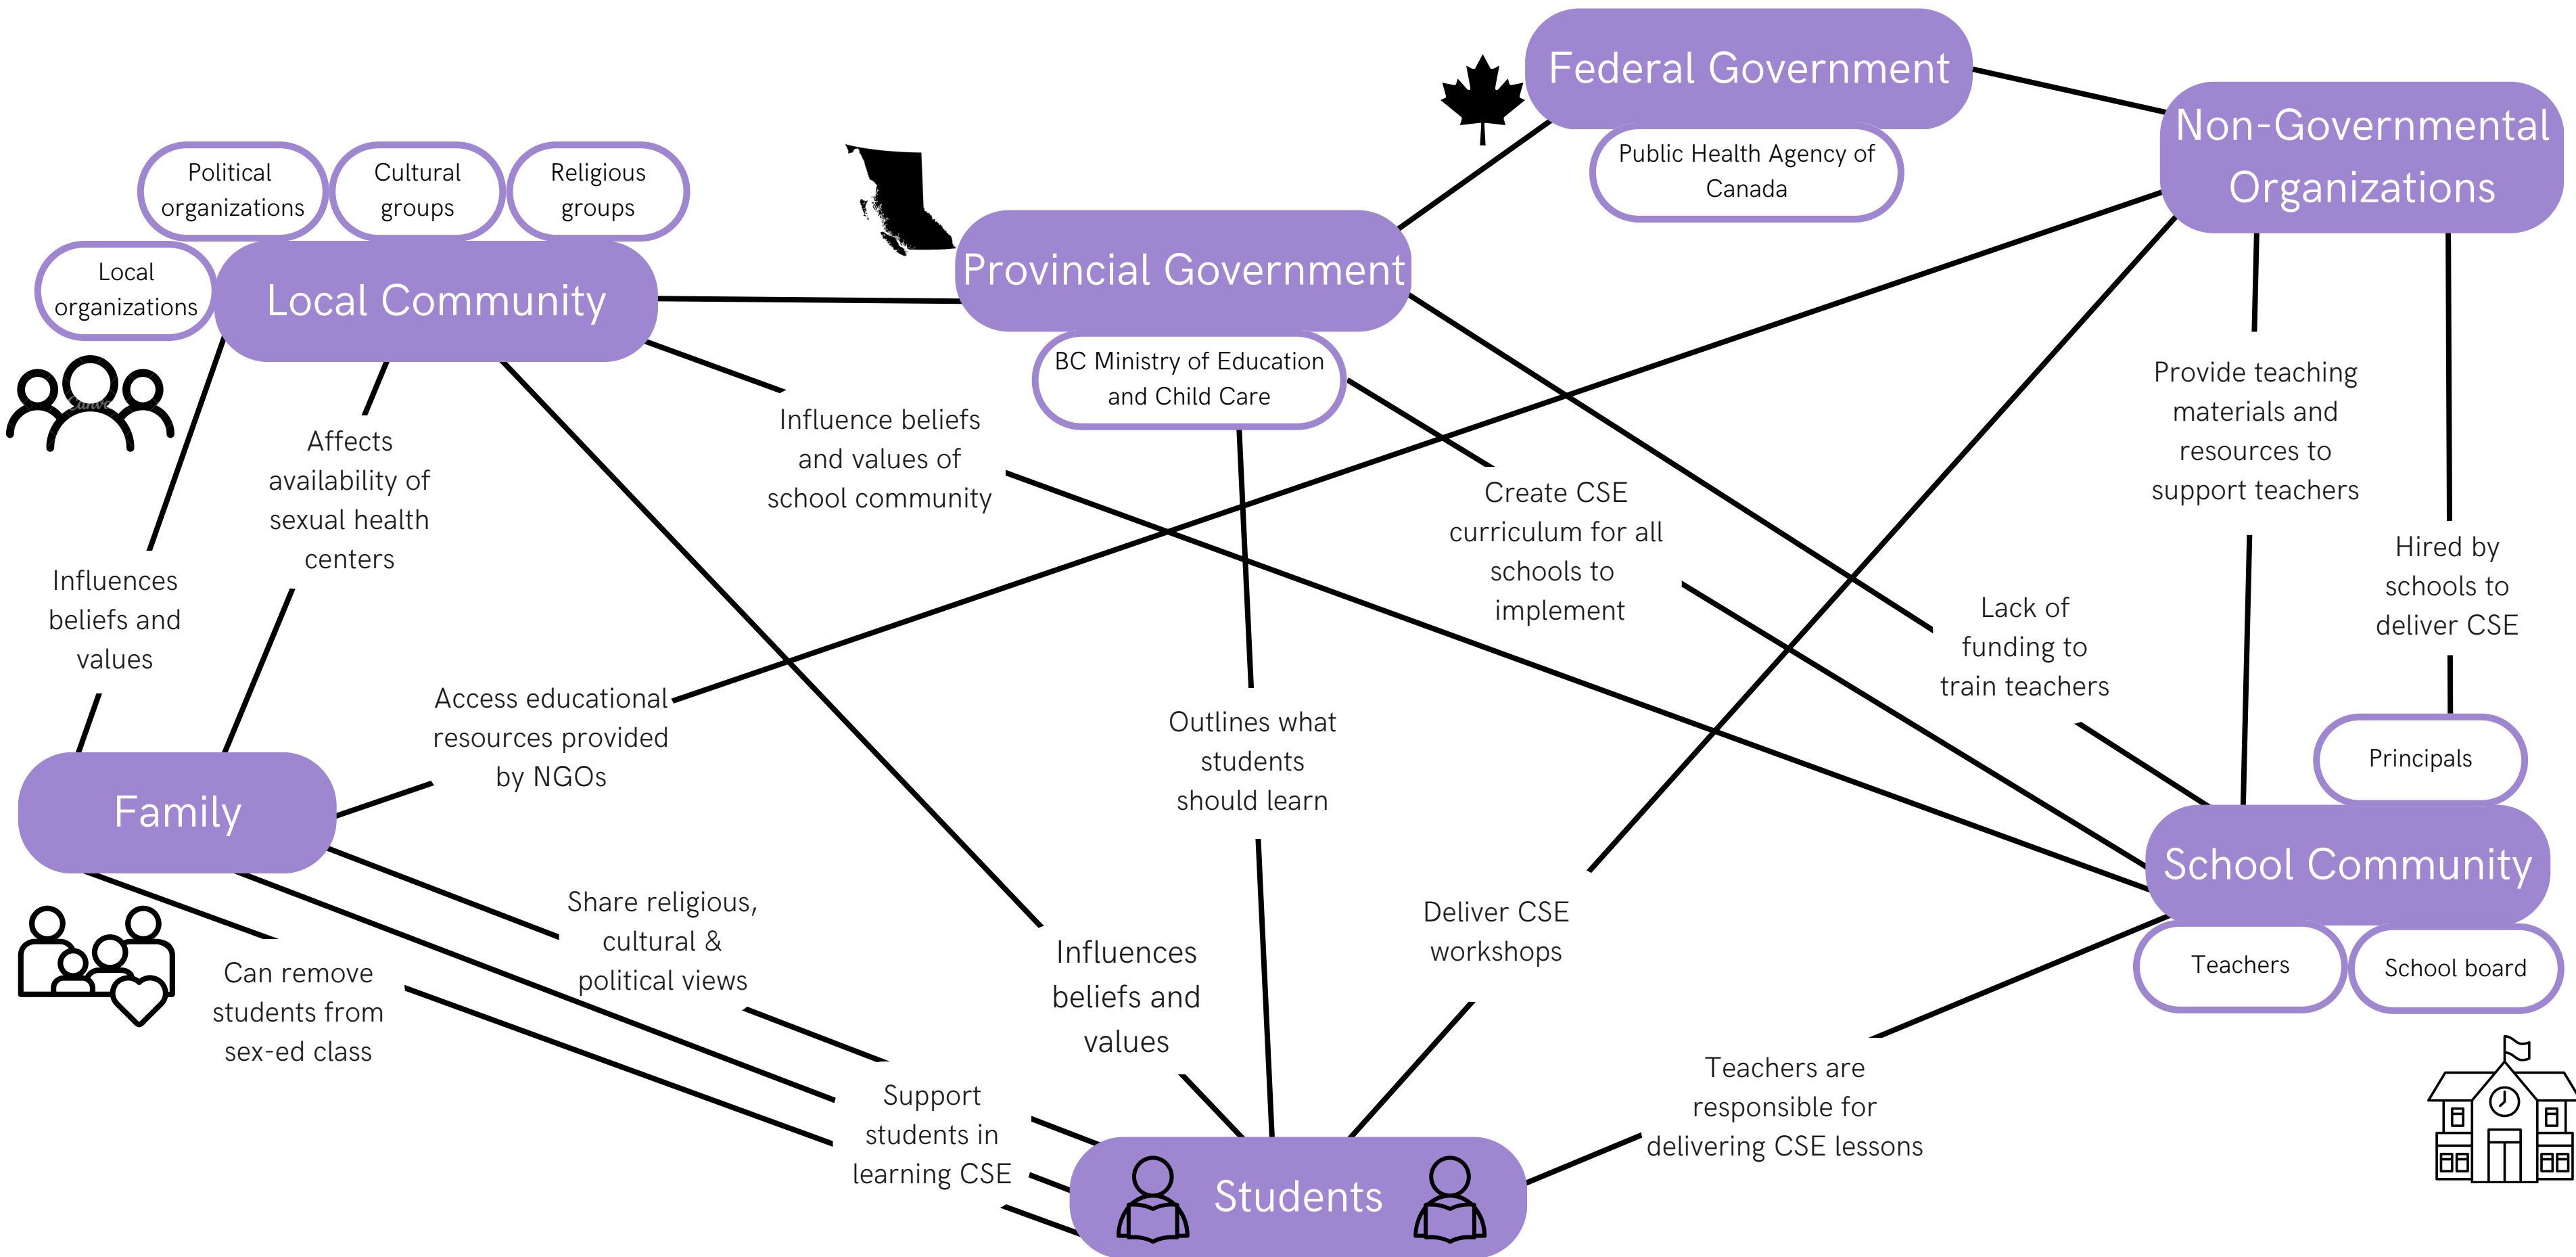 Federal Government
Public Health Agency of
Canada
Non-Governmental
Organizations
Political
organizations
Cultural
groups
Religious
groups
Local
organizations
Local Community
Provincial Government
BC Ministry of Education
and Child Care
Canva
Influence beliefs
and values of
school community
Affects
availability of
sexual health
centers
Influences
beliefs and
values
Create CSE
curriculum for all
schools to
implement
Provide teaching
materials and
resources to
support teachers
Hired by
schools to
deliver CSE
Lack of
funding to
train teachers
Access educational
resources provided
by NGOs
Outlines what
students
should learn
Principals
Family
School Community
Teachers
School board
Share religious,
cultural &
political views
Can remove
students from
sex-ed class
Influences
beliefs and
values
Deliver CSE
workshops
Support
students in
learning CSE
Teachers are
responsible for
delivering CSE lessons
Students